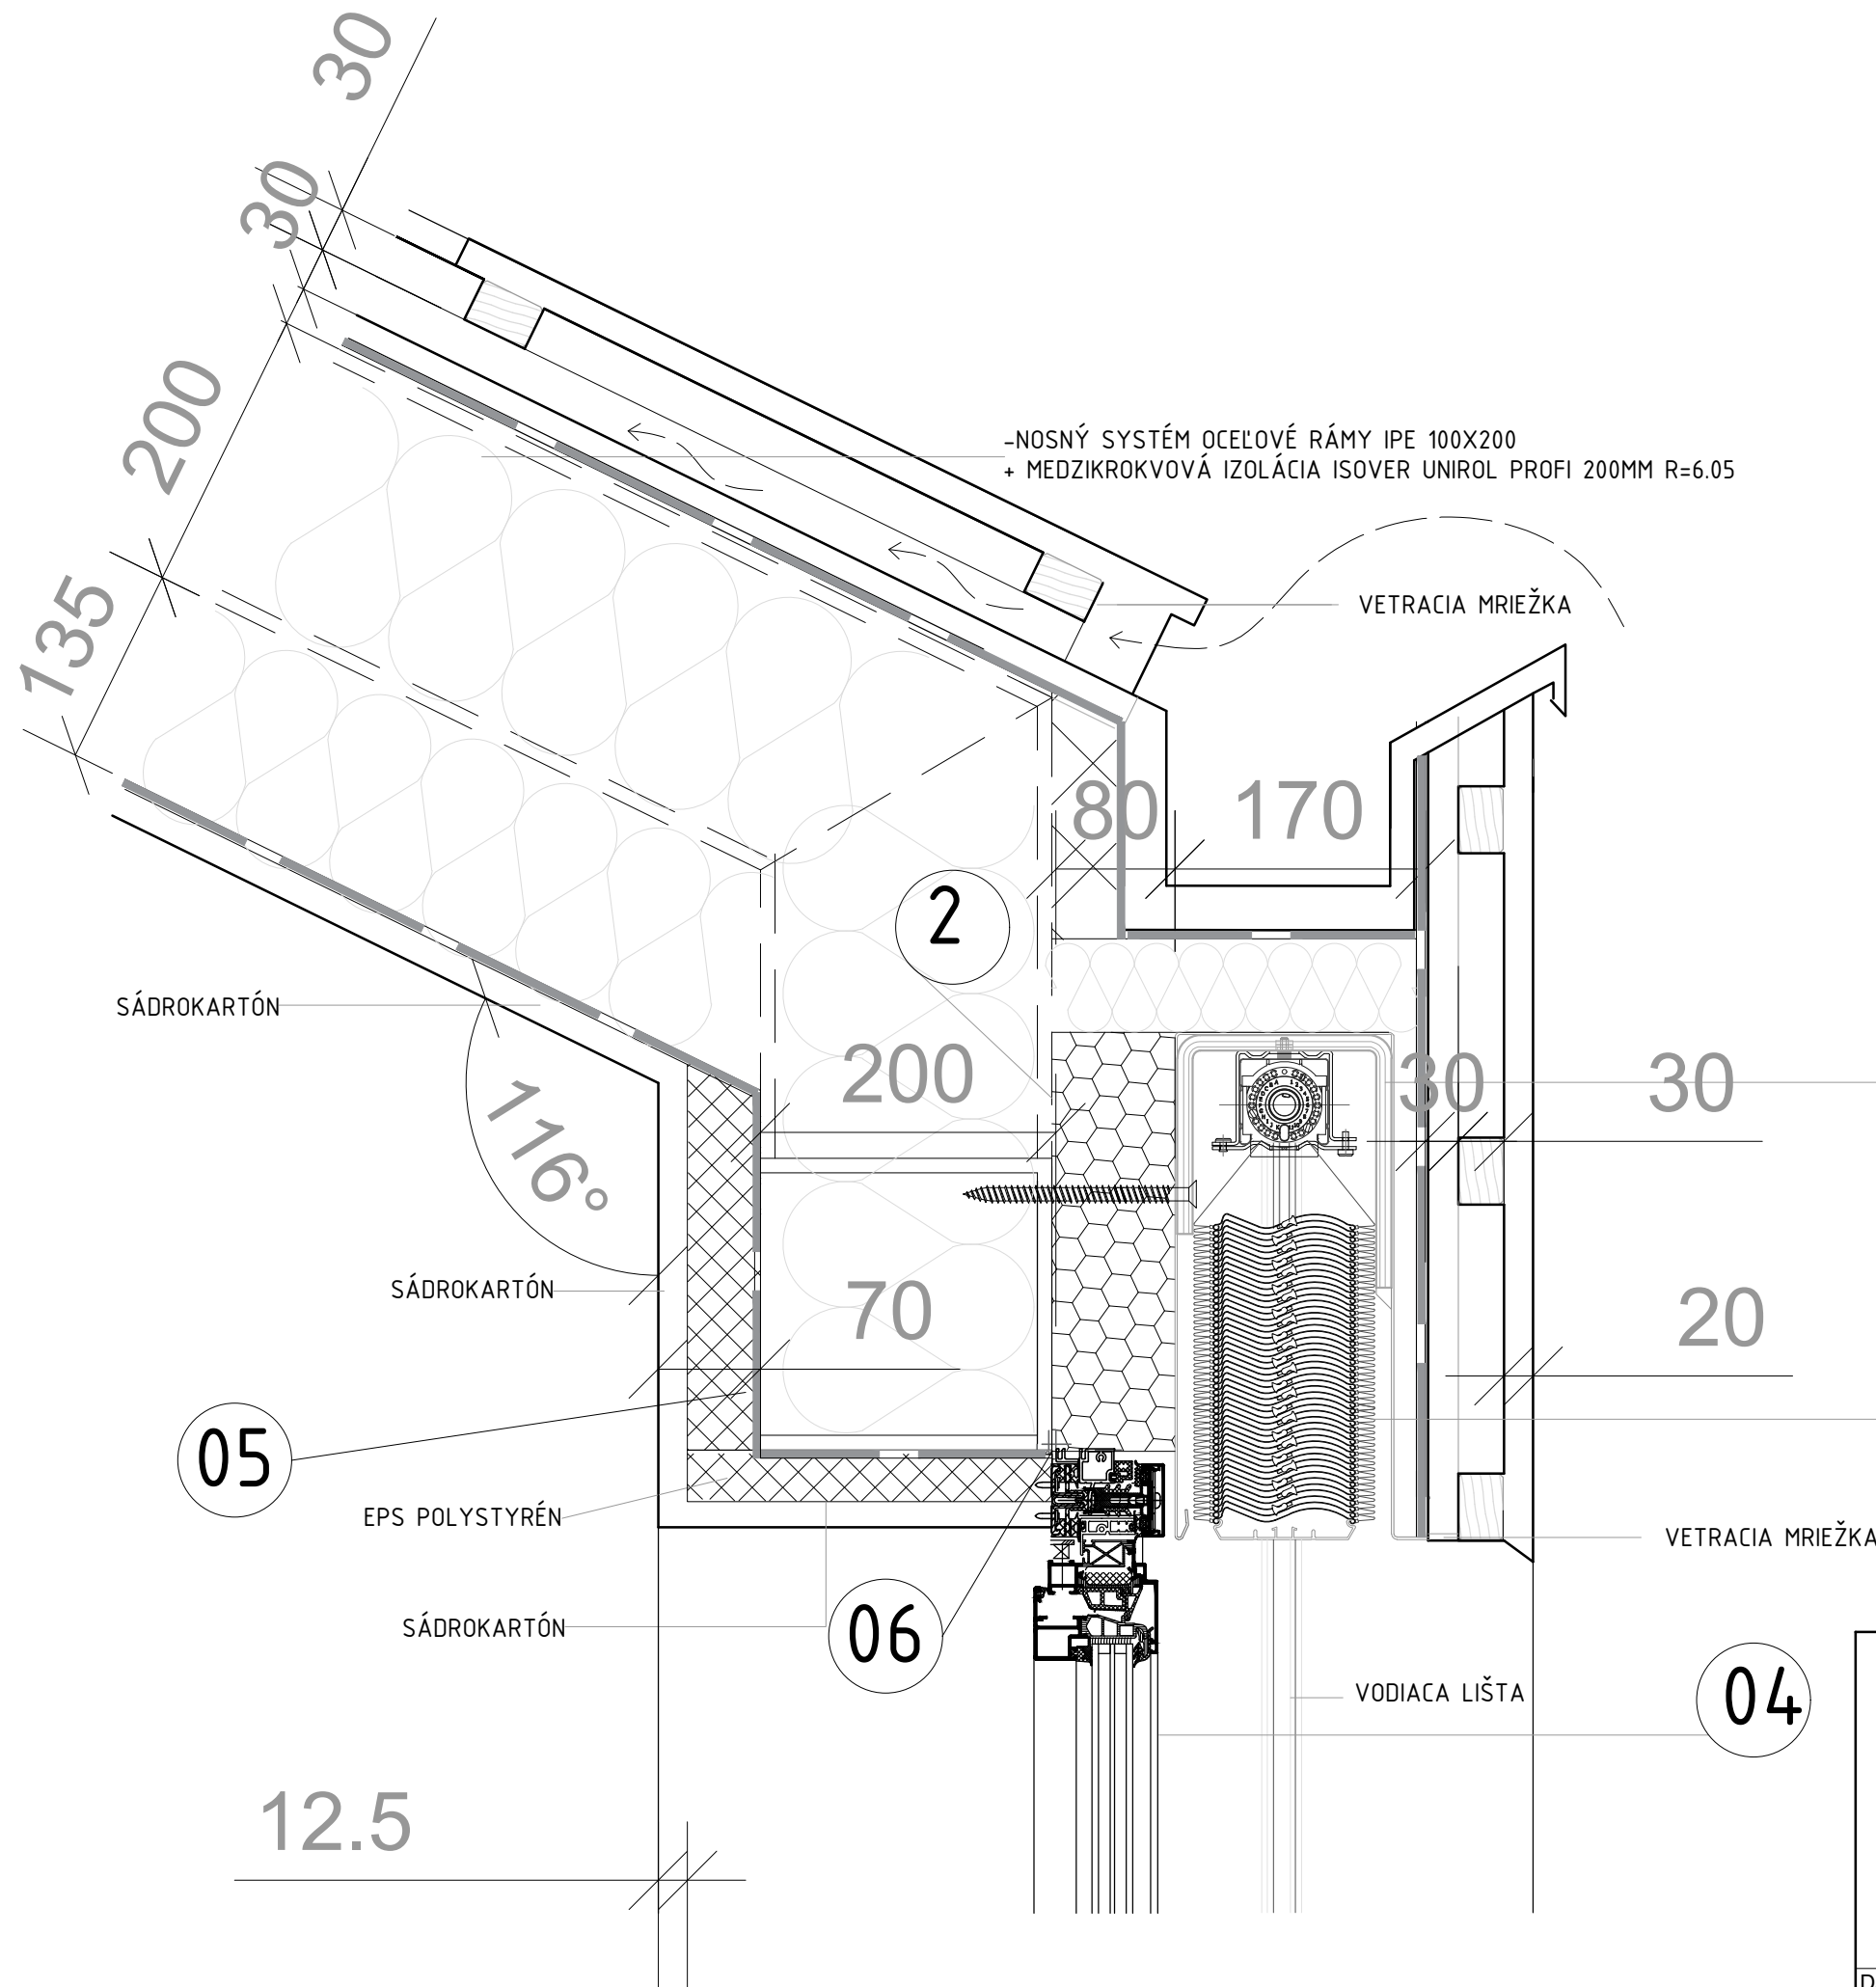 30
30
200
135
-NOSNÝ SYSTÉM OCEĽOVÉ RÁMY IPE 100X200
+ MEDZIKROKVOVÁ IZOLÁCIA ISOVER UNIROL PROFI 200MM R=6.05
VETRACIA MRIEŽKA
80
170
2
SÁDROKARTÓN
200
30
30
116°
SÁDROKARTÓN
70
20
05
EPS POLYSTYRÉN
VETRACIA MRIEŽKA
SÁDROKARTÓN
06
VODIACA LIŠTA
04
12.5